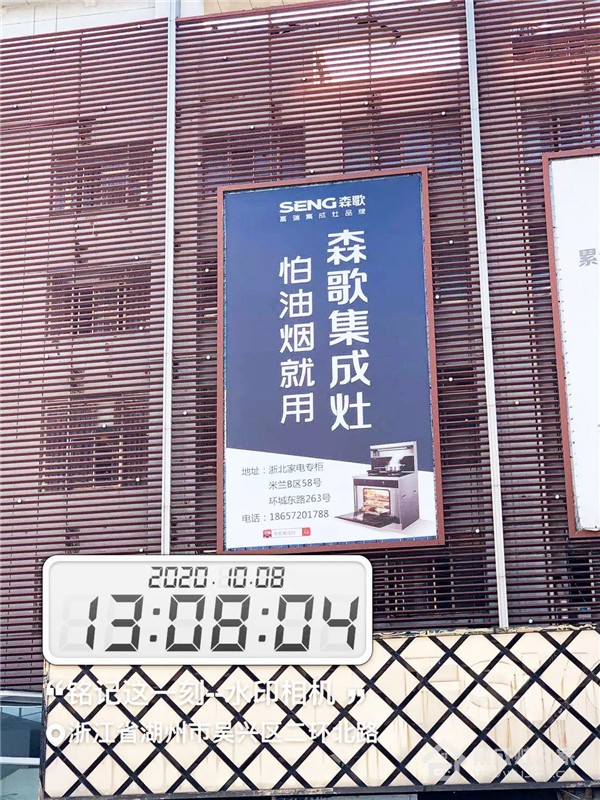 SENG森歌
高端集成灶品牌
怕油烟就用
森歌集成灶
地址：浙北家电专柜
米兰B区58号
环城东路263号
电话：18657201788
累
2020.10.08
13:08:04
“铭记这一刻--水印相机”
浙江省湖州市吴兴区二环北路